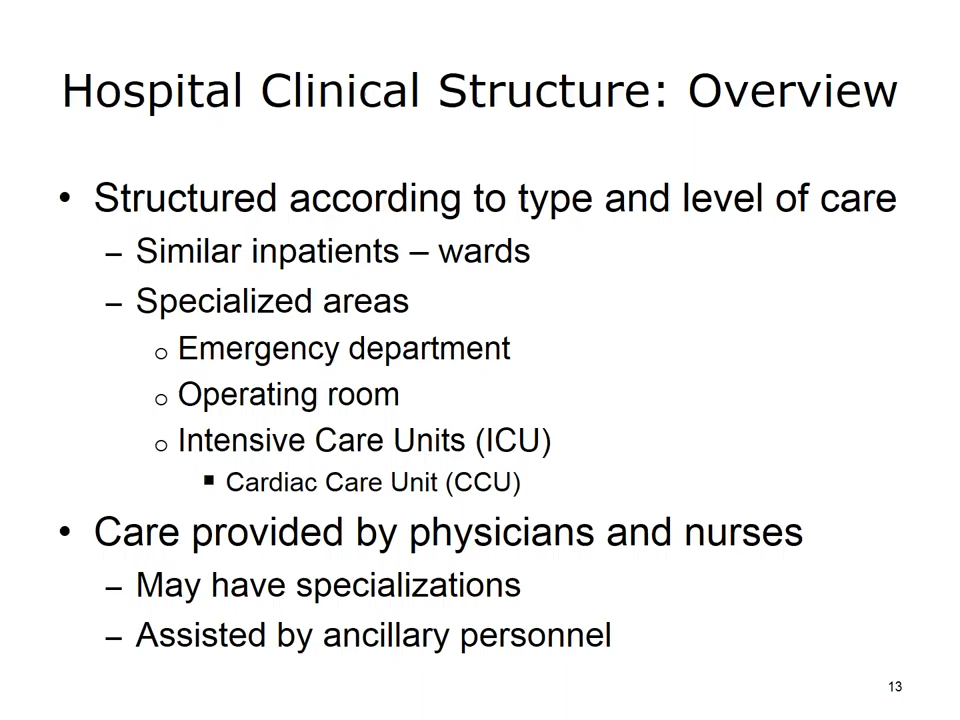 Hospital Clinical Structure: Overview
• Structured according to type and level of care
– Similar inpatients – wards
– Specialized areas
o Emergency department
o Operating room
o Intensive Care Units (ICU)
▪ Cardiac Care Unit (CCU)
• Care provided by physicians and nurses
– May have specializations
– Assisted by ancillary personnel
13